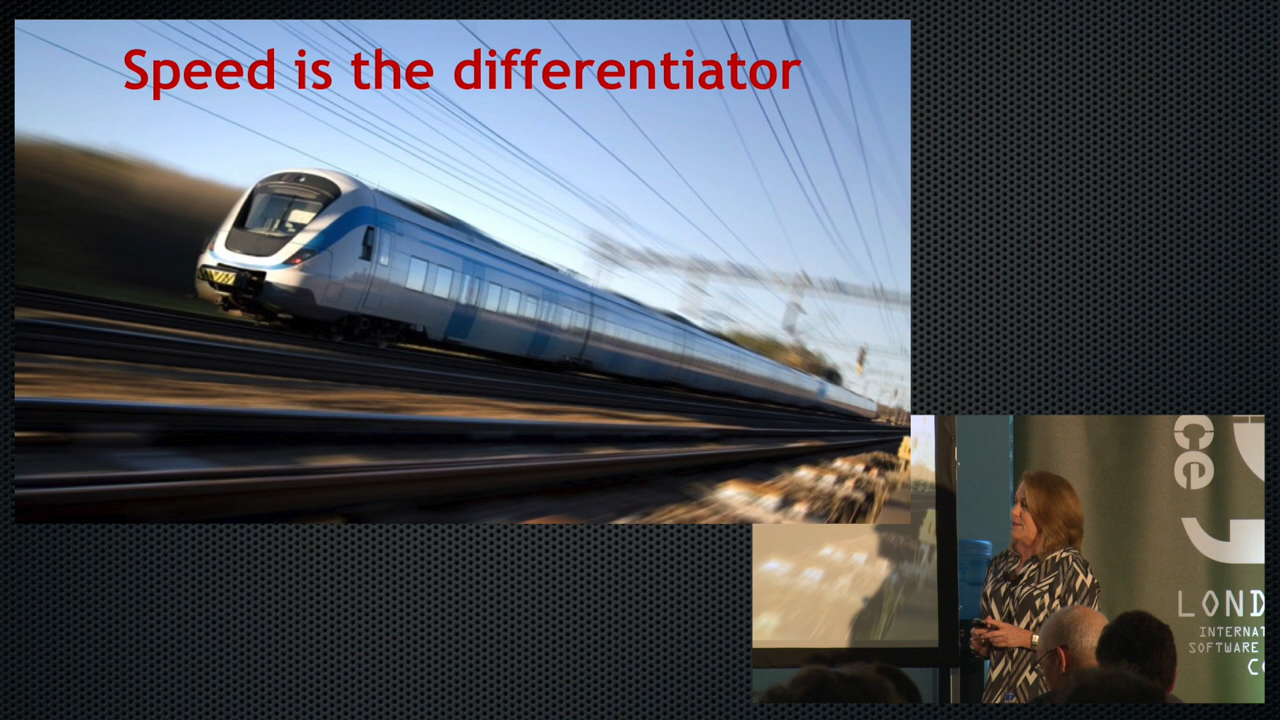 Speed is the differentiator
ce
LOND
INTERNAT
SOFTWARE